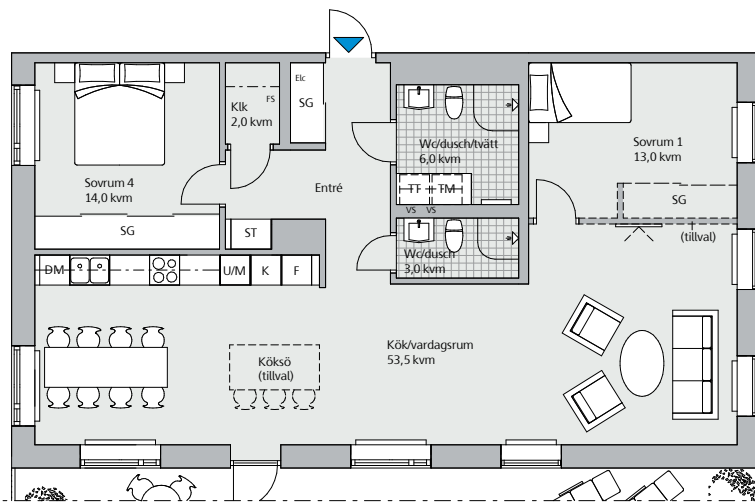 Elc
SG
Klk
2,0 kvm
FS
Wc/dusch/tvätt
6,0 kvm
TT
TM
VS
VS
Sovrum 1
13,0 kvm
SG
(tillval)
Sovrum 4
14,0 kvm
SG
Entré
ST
Wc/dusch
3,0 kvm
DM
U/M
K
F
Köksö
(tillval)
Kök/vardagsrum
53,5 kvm